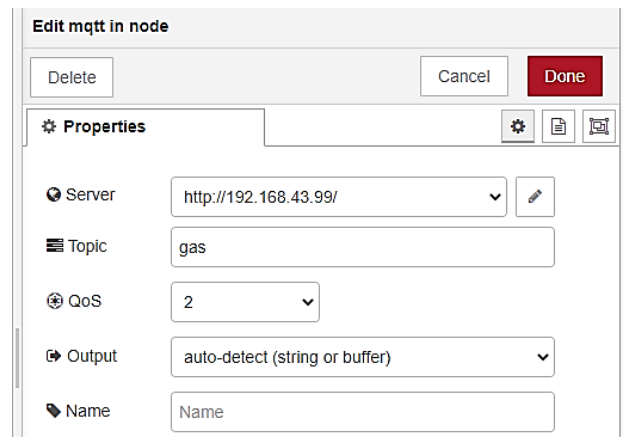 Edit mqtt in node
Delete Cancel Done
Properties
Server http://192.168.43.99/
Topic gas
QoS 2
Output auto-detect (string or buffer)
Name Name